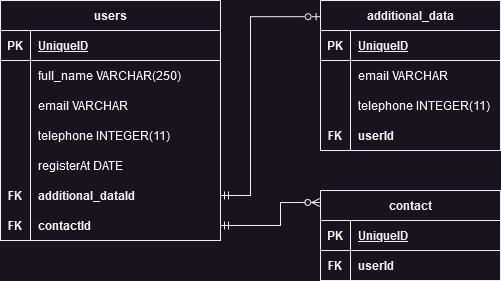 users
PK UniqueID
full_name VARCHAR(250)
email VARCHAR
telephone INTEGER(11)
registerAt DATE
FK additional_dataId
FK contactId
additional_data
PK UniqueID
email VARCHAR
telephone INTEGER(11)
FK userId
contact
PK UniqueID
FK userId